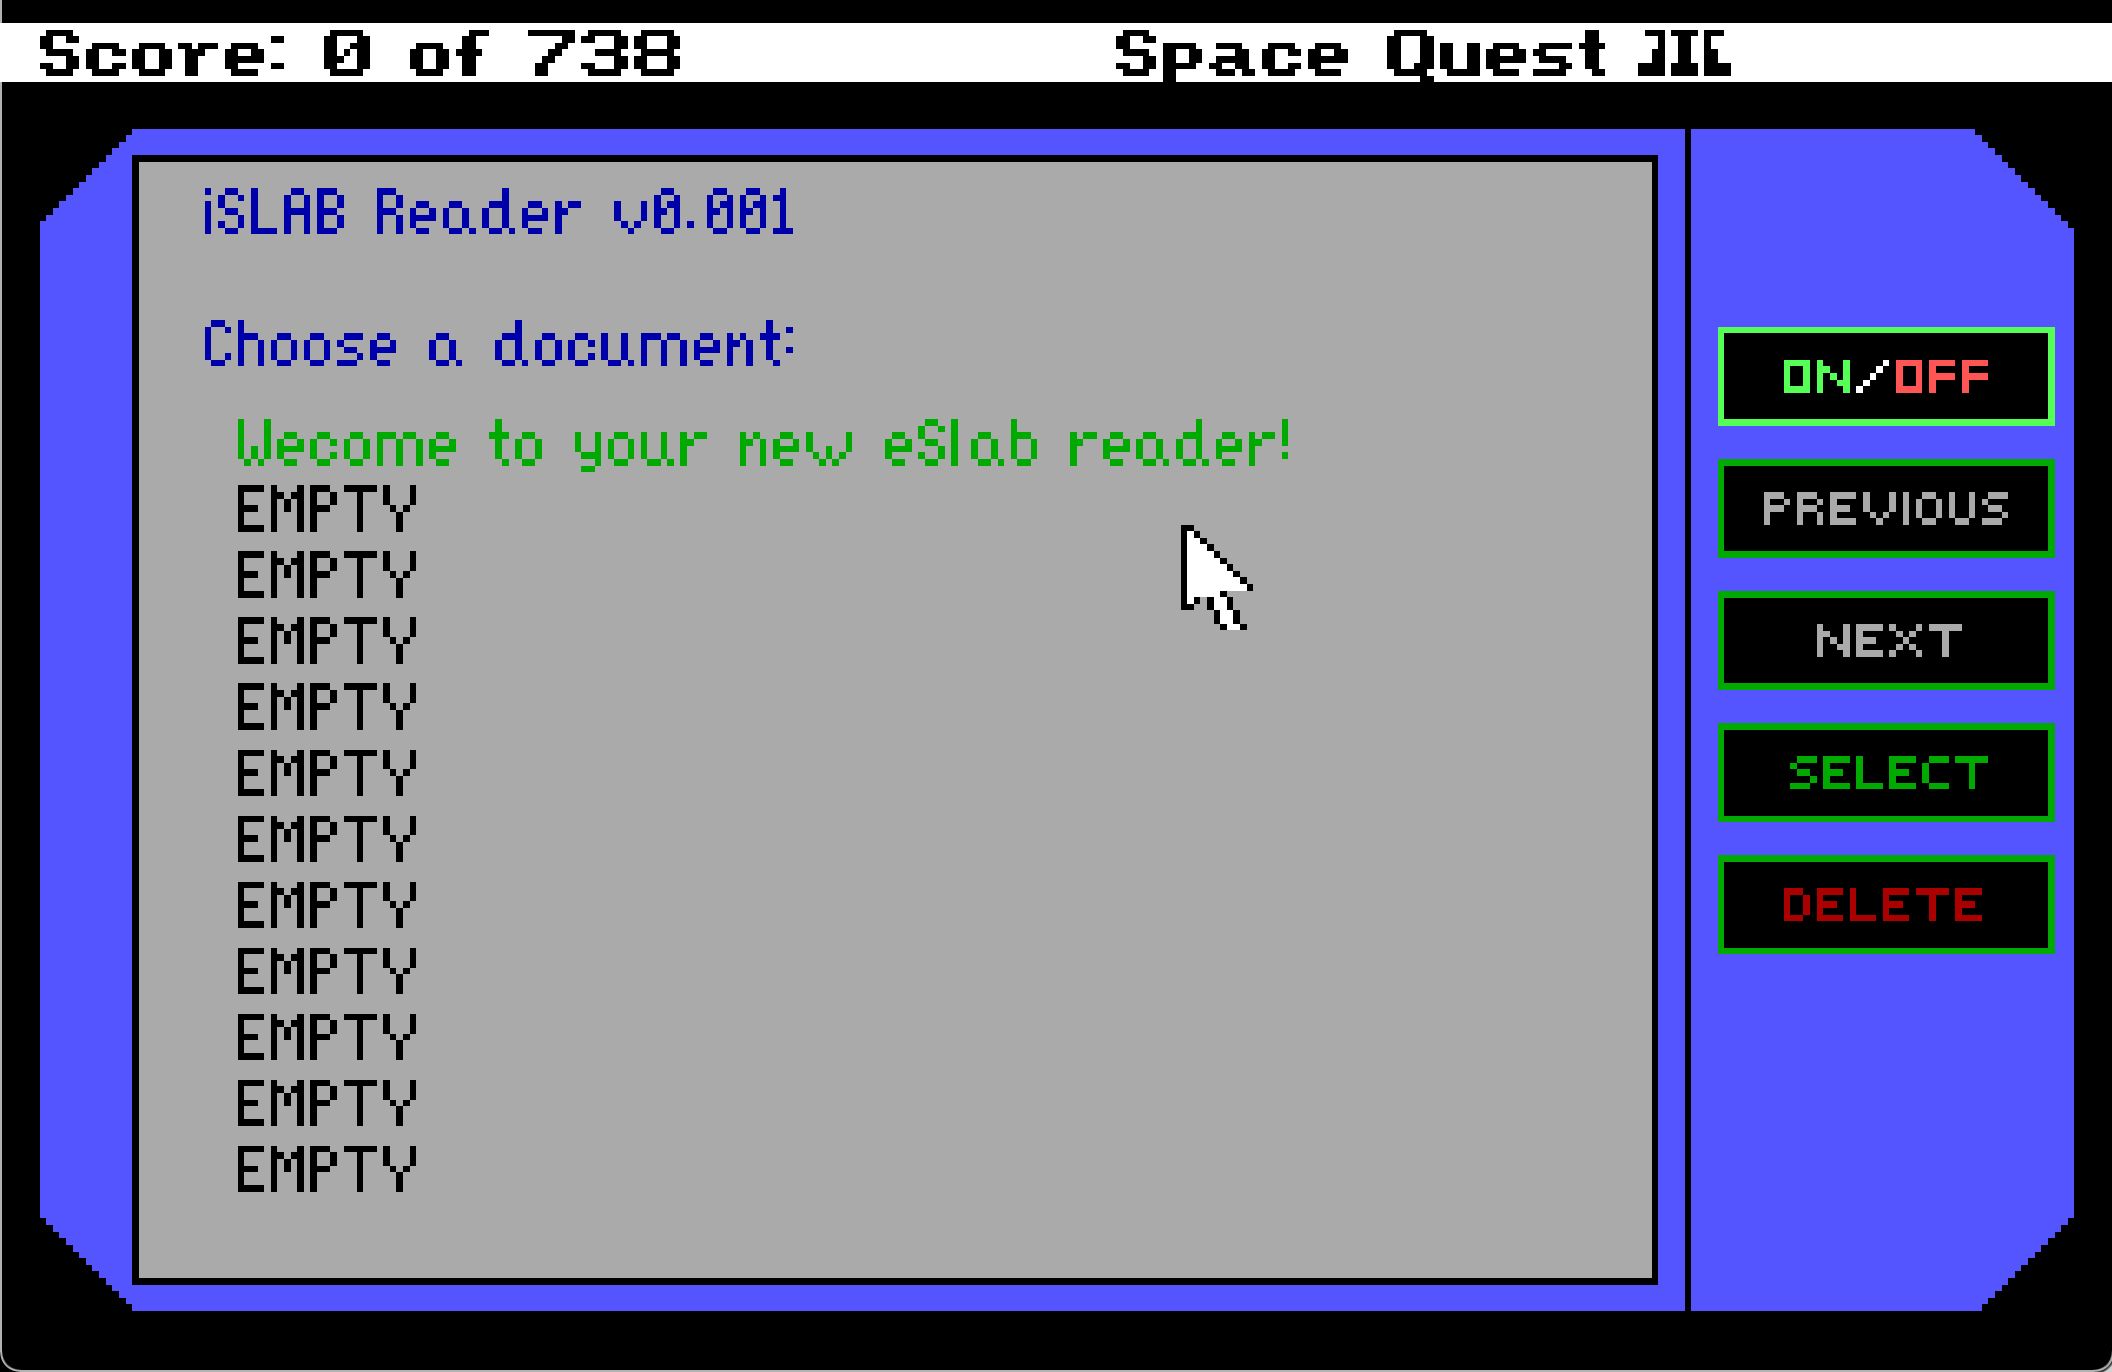 Score: 0 of 738 Space Quest
iSLAB Reader v0.001
Choose a document:
Wecome to your new eSlab reader!
EMPTY
EMPTY
EMPTY
EMPTY
EMPTY
EMPTY
EMPTY
EMPTY
EMPTY
EMPTY
EMPTY
ON/OFF
PREVIOUS
NEXT
SELECT
DELETE